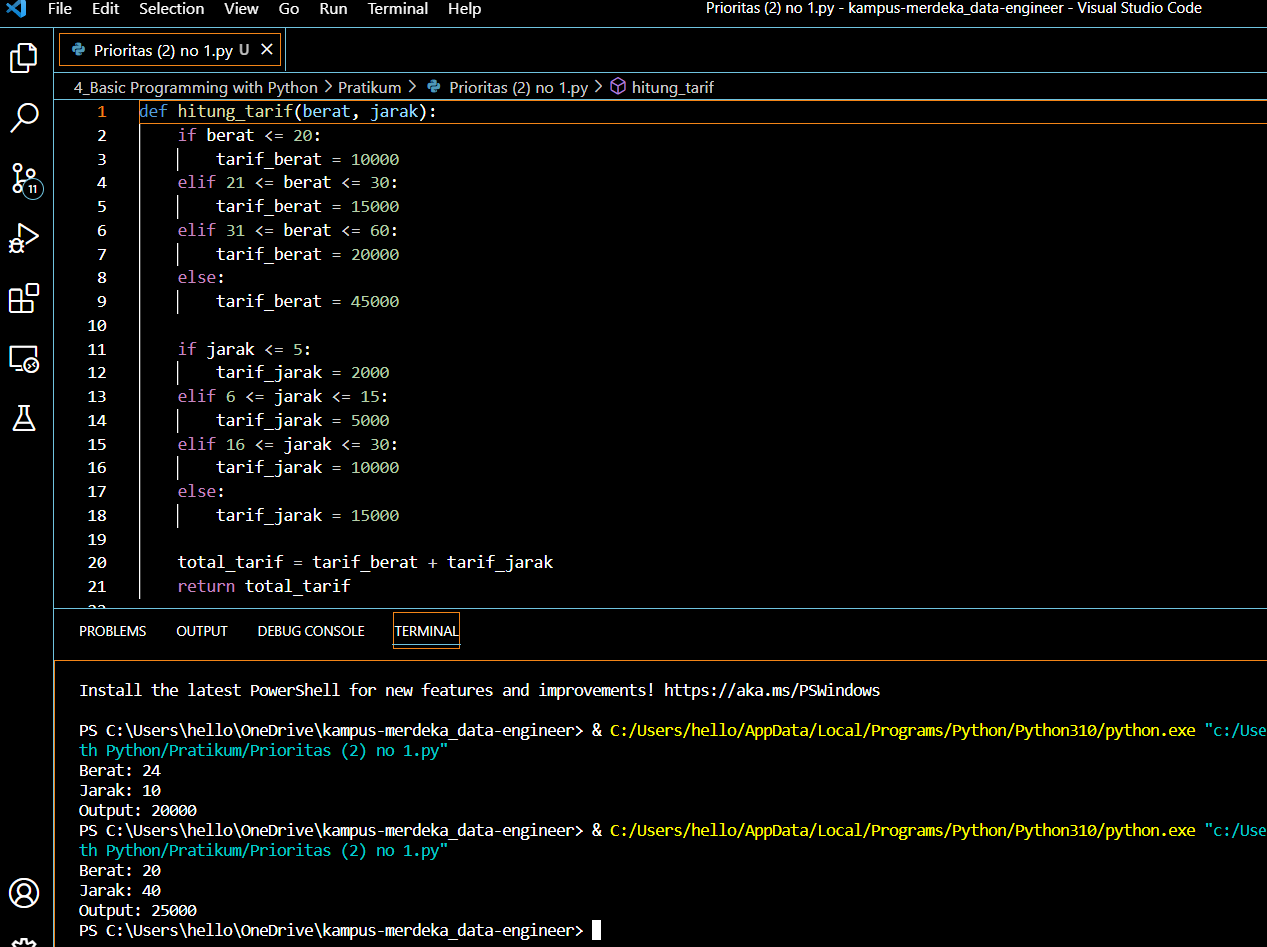 File Edit Selection View Go Run Terminal Help Prioritas (2) no 1.py - kampus-merdeka_data-engineer - Visual Studio Code
Prioritas (2) no 1.py U
4_Basic Programming with Python > Pratikum > Prioritas (2) no 1.py > hitung_tarif
1 def hitung_tarif(berat, jarak):
2     if berat <= 20:
3         tarif_berat = 10000
4     elif 21 <= berat <= 30:
5         tarif_berat = 15000
6     elif 31 <= berat <= 60:
7         tarif_berat = 20000
8     else:
9         tarif_berat = 45000
10
11     if jarak <= 5:
12         tarif_jarak = 2000
13     elif 6 <= jarak <= 15:
14         tarif_jarak = 5000
15     elif 16 <= jarak <= 30:
16         tarif_jarak = 10000
17     else:
18         tarif_jarak = 15000
19
20     total_tarif = tarif_berat + tarif_jarak
21     return total_tarif
11
PROBLEMS OUTPUT DEBUG CONSOLE TERMINAL
Install the latest PowerShell for new features and improvements! https://aka.ms/PSWindows
PS C:\Users\hello\OneDrive\kampus-merdeka_data-engineer> & C:/Users/hello/AppData/Local/Programs/Python/Python310/python.exe "c:/Use
th Python/Pratikum/Prioritas (2) no 1.py"
Berat: 24
Jarak: 10
Output: 20000
PS C:\Users\hello\OneDrive\kampus-merdeka_data-engineer> & C:/Users/hello/AppData/Local/Programs/Python/Python310/python.exe "c:/Use
th Python/Pratikum/Prioritas (2) no 1.py"
Berat: 20
Jarak: 40
Output: 25000
PS C:\Users\hello\OneDrive\kampus-merdeka_data-engineer>